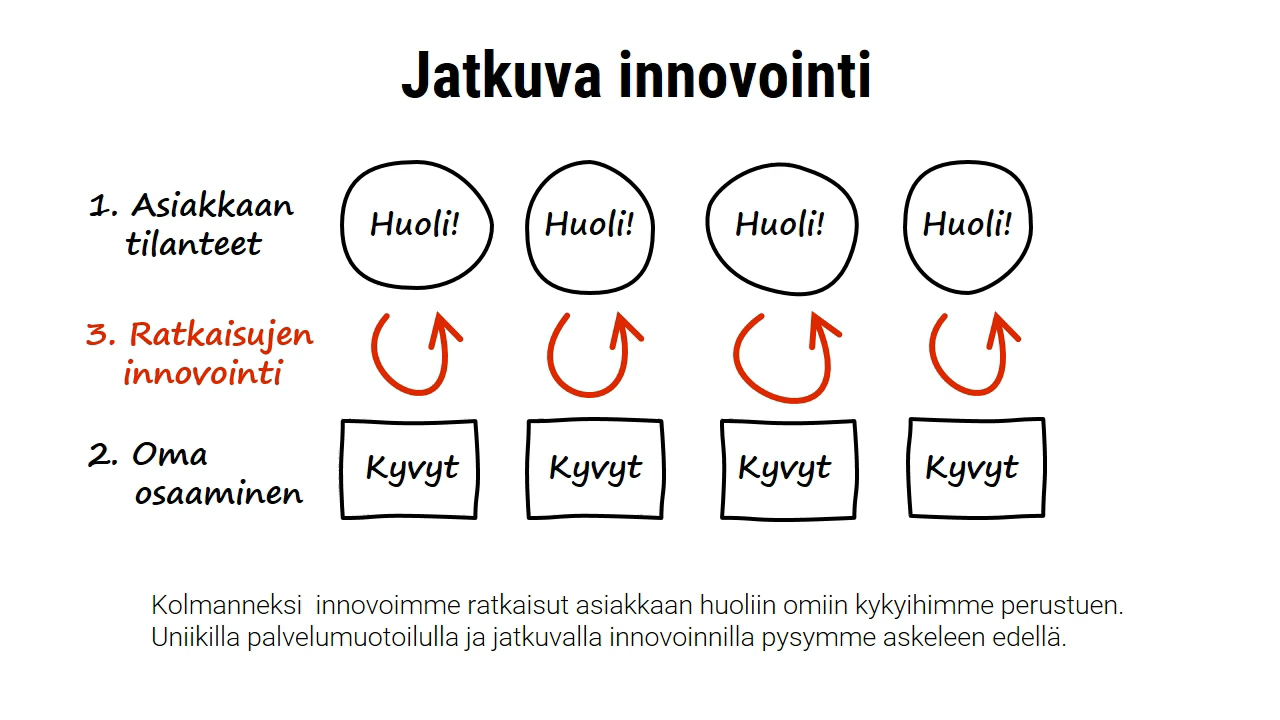 Jatkuva innovointi
1. Asiakkaan
tilanteet
Huoli! Huoli! Huoli! Huoli!
3. Ratkaisujen
innovointi
2. Oma
osaaminen
Kyvyt Kyvyt Kyvyt Kyvyt
Kolmanneksi innovoimme ratkaisut asiakkaan huoliin omiin kykyihimme perustuen.
Uniikilla palvelumuotoilulla ja jatkuvalla innovoinnilla pysymme askeleen edellä.